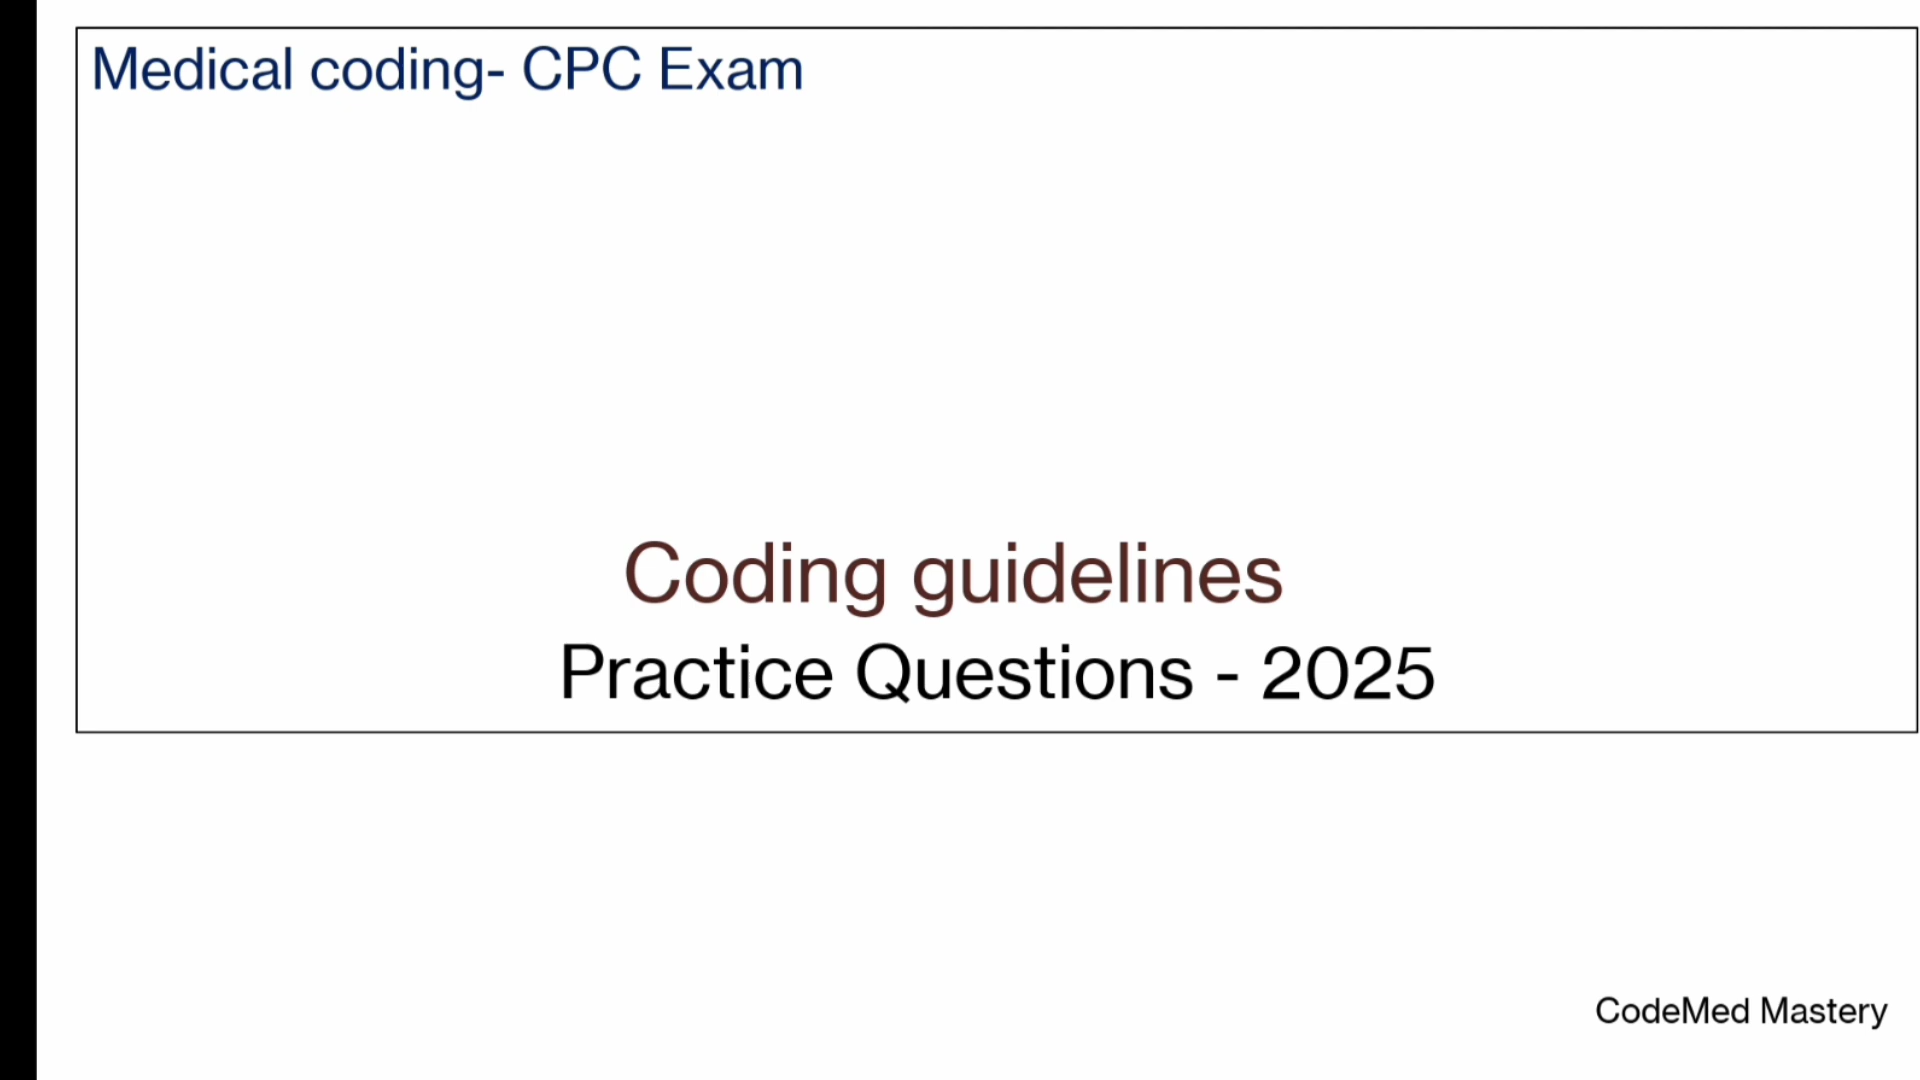 Medical coding- CPC Exam
Coding guidelines
Practice Questions - 2025
CodeMed Mastery